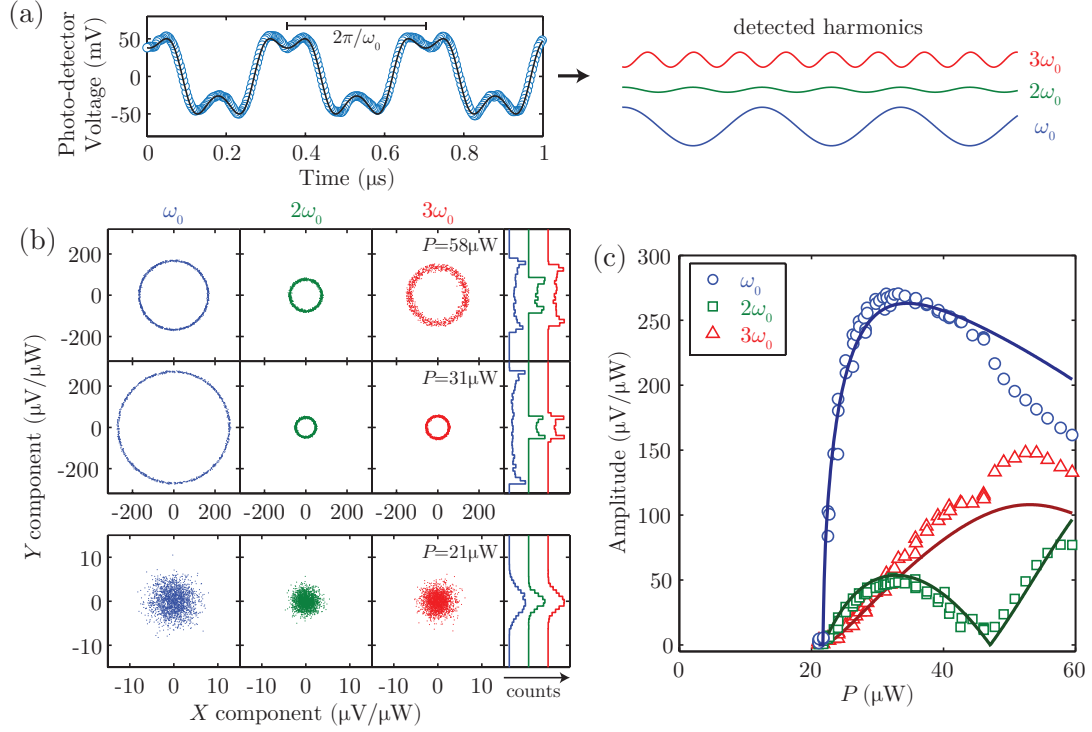 (a)
Photo-detector
Voltage (mV)
50
0
-50
2π/ω₀
0
0.2
0.4
0.6
0.8
1
Time (μs)
detected harmonics
3ω₀
2ω₀
ω₀
(b)
ω₀
2ω₀
3ω₀
Y component (μV/μW)
200
0
-200
P=58μW
200
0
-200
P=31μW
-200 0 200
-200 0 200
-200 0 200
10
0
-10
P=21μW
-10 0 10
-10 0 10
-10 0 10
counts
X component (μV/μW)
(c)
Amplitude (μV/μW)
300
250
200
150
100
50
0
ω₀
2ω₀
3ω₀
0 20 40 60
P (μW)